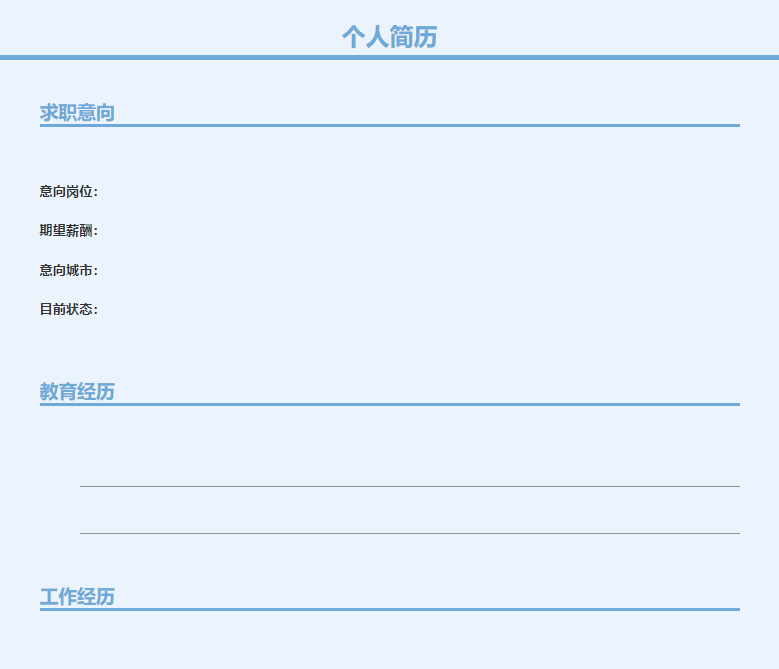 个人简历
求职意向
意向岗位：
期望薪酬：
意向城市：
目前状态：
教育经历
工作经历